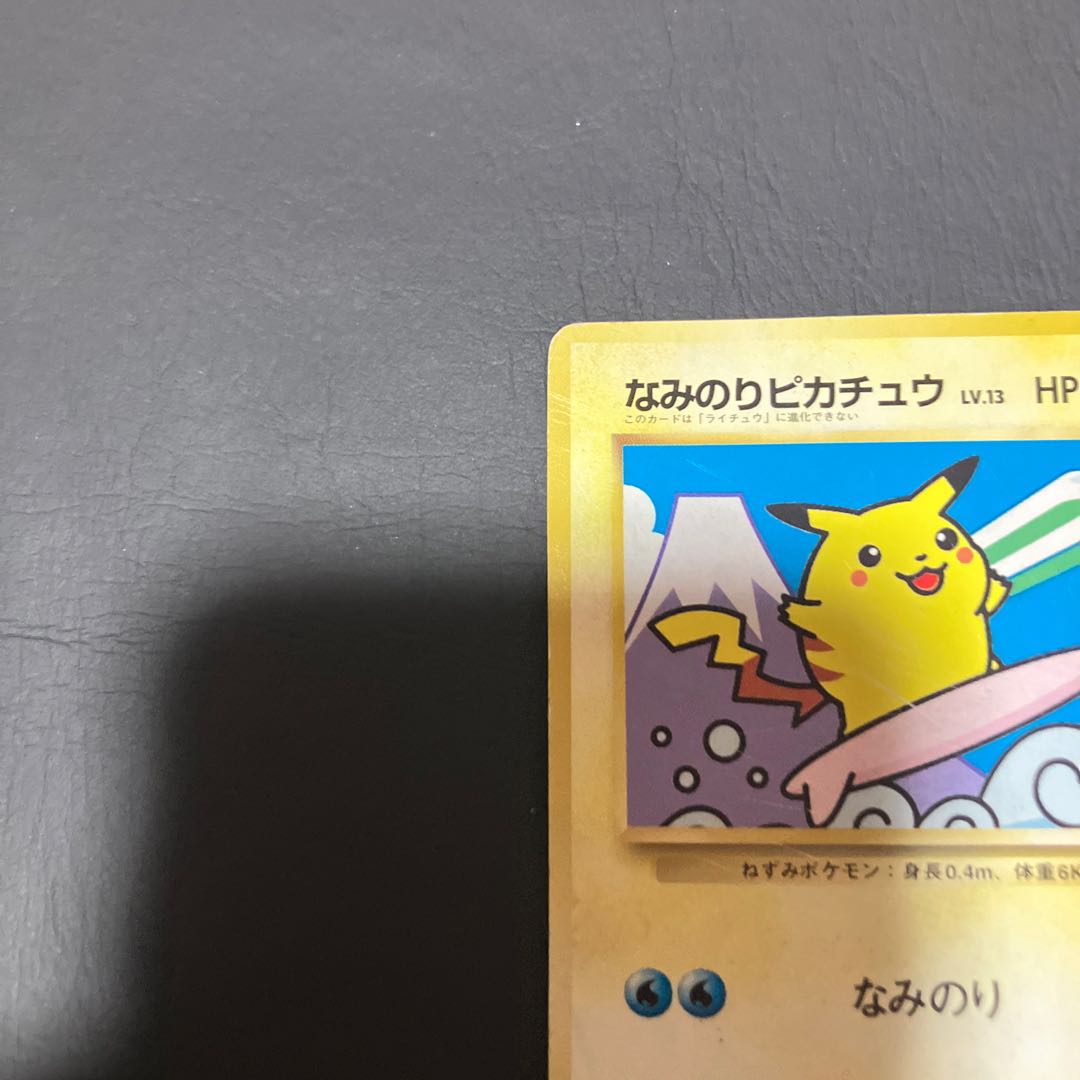 なみのりピカチュウ LV.13 HP
このカードは「ライチュウ」に進化できない
ねずみポケモン：身長0.4m、体重6K
なみのり